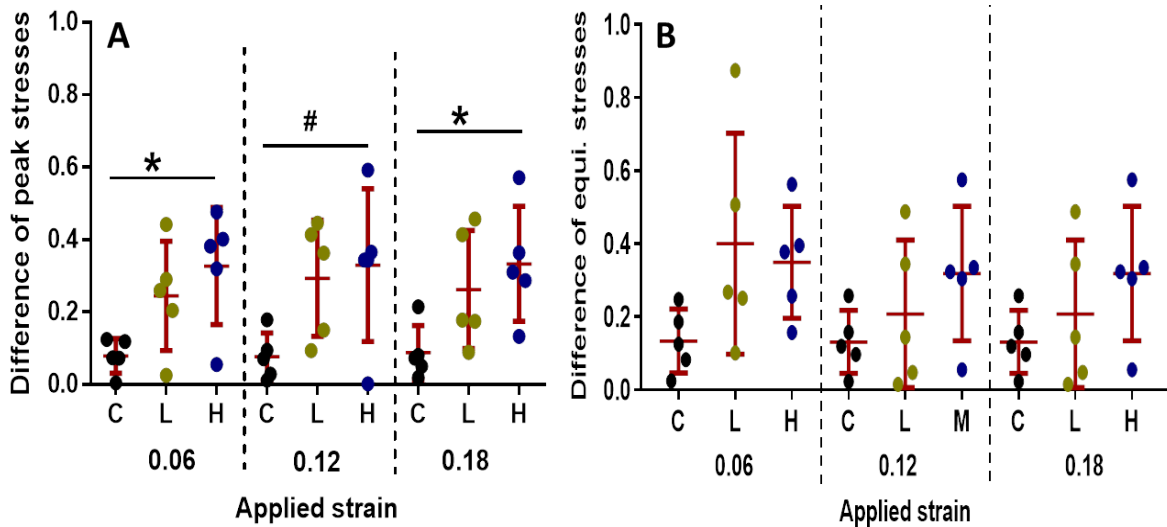 A
Difference of peak stresses
1.0
0.8
0.6
0.4
0.2
0.0
* # *
C L H C L H C L H
0.06 0.12 0.18
Applied strain
B
Difference of equi. stresses
1.0
0.8
0.6
0.4
0.2
0.0
C L H C L M C L H
0.06 0.12 0.18
Applied strain